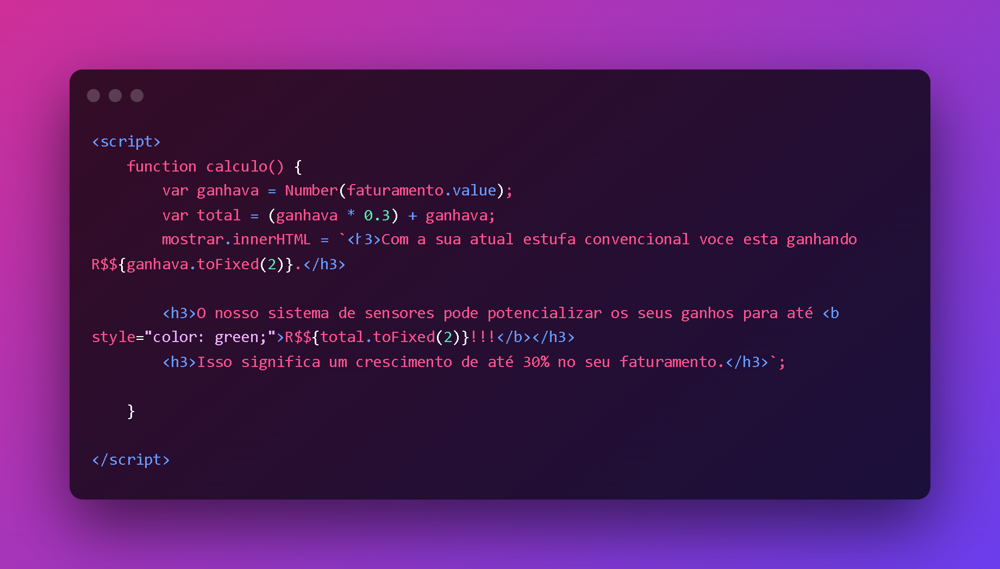 <script>
function calculo() {
var ganhava = Number(faturamento.value);
var total = (ganhava * 0.3) + ganhava;
mostrar.innerHTML = `<h3>Com a sua atual estufa convencional voce esta ganhando
R$${ganhava.toFixed(2)}.</h3>
<h3>O nosso sistema de sensores pode potencializar os seus ganhos para até <b
style="color: green;">R$${total.toFixed(2)}!!!</b></h3>
<h3>Isso significa um crescimento de até 30% no seu faturamento.</h3>`;
}
</script>